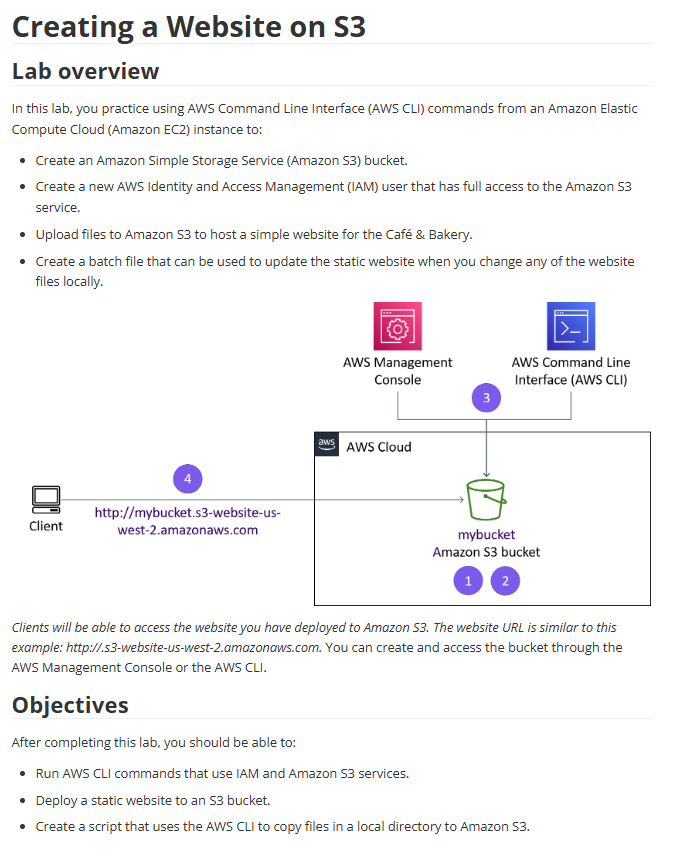 Creating a Website on S3
Lab overview
In this lab, you practice using AWS Command Line Interface (AWS CLI) commands from an Amazon Elastic
Compute Cloud (Amazon EC2) instance to:
• Create an Amazon Simple Storage Service (Amazon S3) bucket.
• Create a new AWS Identity and Access Management (IAM) user that has full access to the Amazon S3
service.
• Upload files to Amazon S3 to host a simple website for the Café & Bakery.
• Create a batch file that can be used to update the static website when you change any of the website
files locally.
AWS Management
Console
AWS Command Line
Interface (AWS CLI)
3
aws
AWS Cloud
4
Client
http://mybucket.s3-website-us-
west-2.amazonaws.com
mybucket
Amazon S3 bucket
1
2
Clients will be able to access the website you have deployed to Amazon S3. The website URL is similar to this
example: http://.s3-website-us-west-2.amazonaws.com. You can create and access the bucket through the
AWS Management Console or the AWS CLI.
Objectives
After completing this lab, you should be able to:
• Run AWS CLI commands that use IAM and Amazon S3 services.
• Deploy a static website to an S3 bucket.
• Create a script that uses the AWS CLI to copy files in a local directory to Amazon S3.